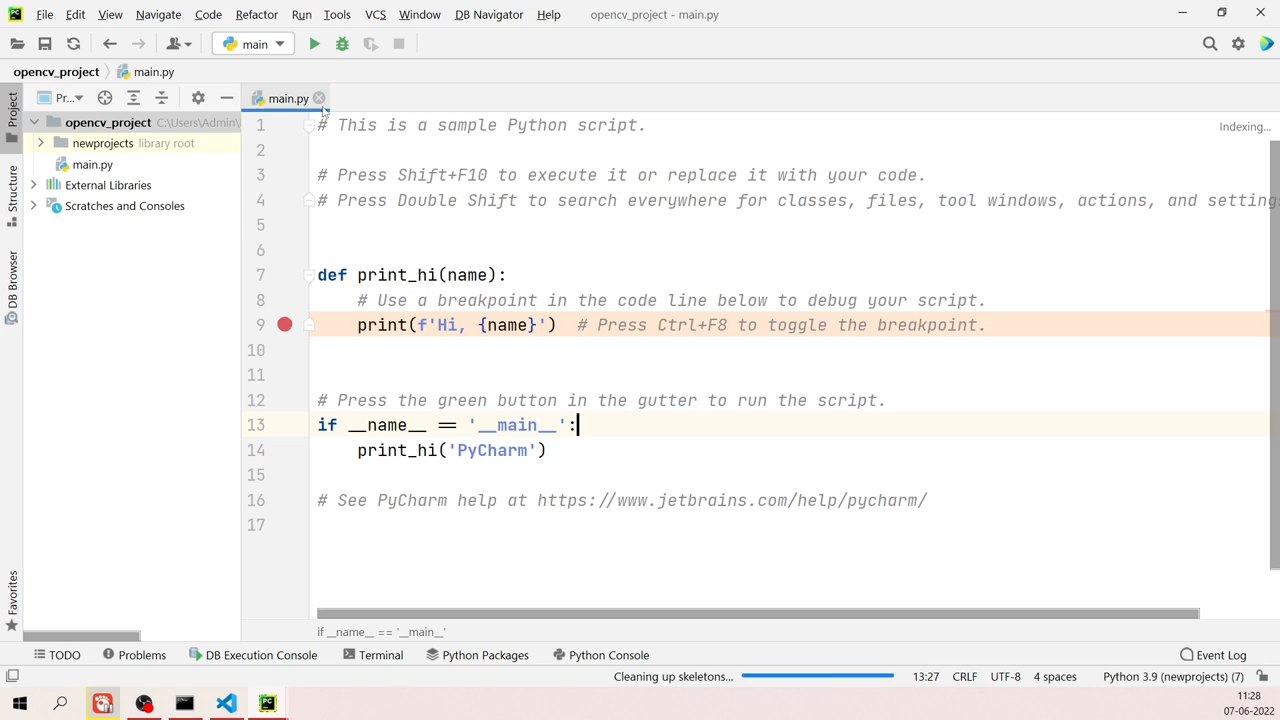 File Edit View Navigate Code Refactor Run Tools VCS Window DB Navigator Help opencv_project - main.py
main
opencv_project main.py
Project
Pr...
main.py
opencv_project C:\Users\Admin\
newprojects library root
main.py
External Libraries
Scratches and Consoles
Structure
DB Browser
Favorites
Indexing...
1 # This is a sample Python script.
2
3 # Press Shift+F10 to execute it or replace it with your code.
4 # Press Double Shift to search everywhere for classes, files, tool windows, actions, and setting
5
6
7 def print_hi(name):
8 # Use a breakpoint in the code line below to debug your script.
9 print(f'Hi, {name}') # Press Ctrl+F8 to toggle the breakpoint.
10
11
12 # Press the green button in the gutter to run the script.
13 if __name__ == '__main__':
14 print_hi('PyCharm')
15
16 # See PyCharm help at https://www.jetbrains.com/help/pycharm/
17
if __name__ == '__main__'
TODO Problems DB Execution Console Terminal Python Packages Python Console Event Log
Cleaning up skeletons... 13:27 CRLF UTF-8 4 spaces Python 3.9 (newprojects) (7)
PC
11:28
07-06-2022